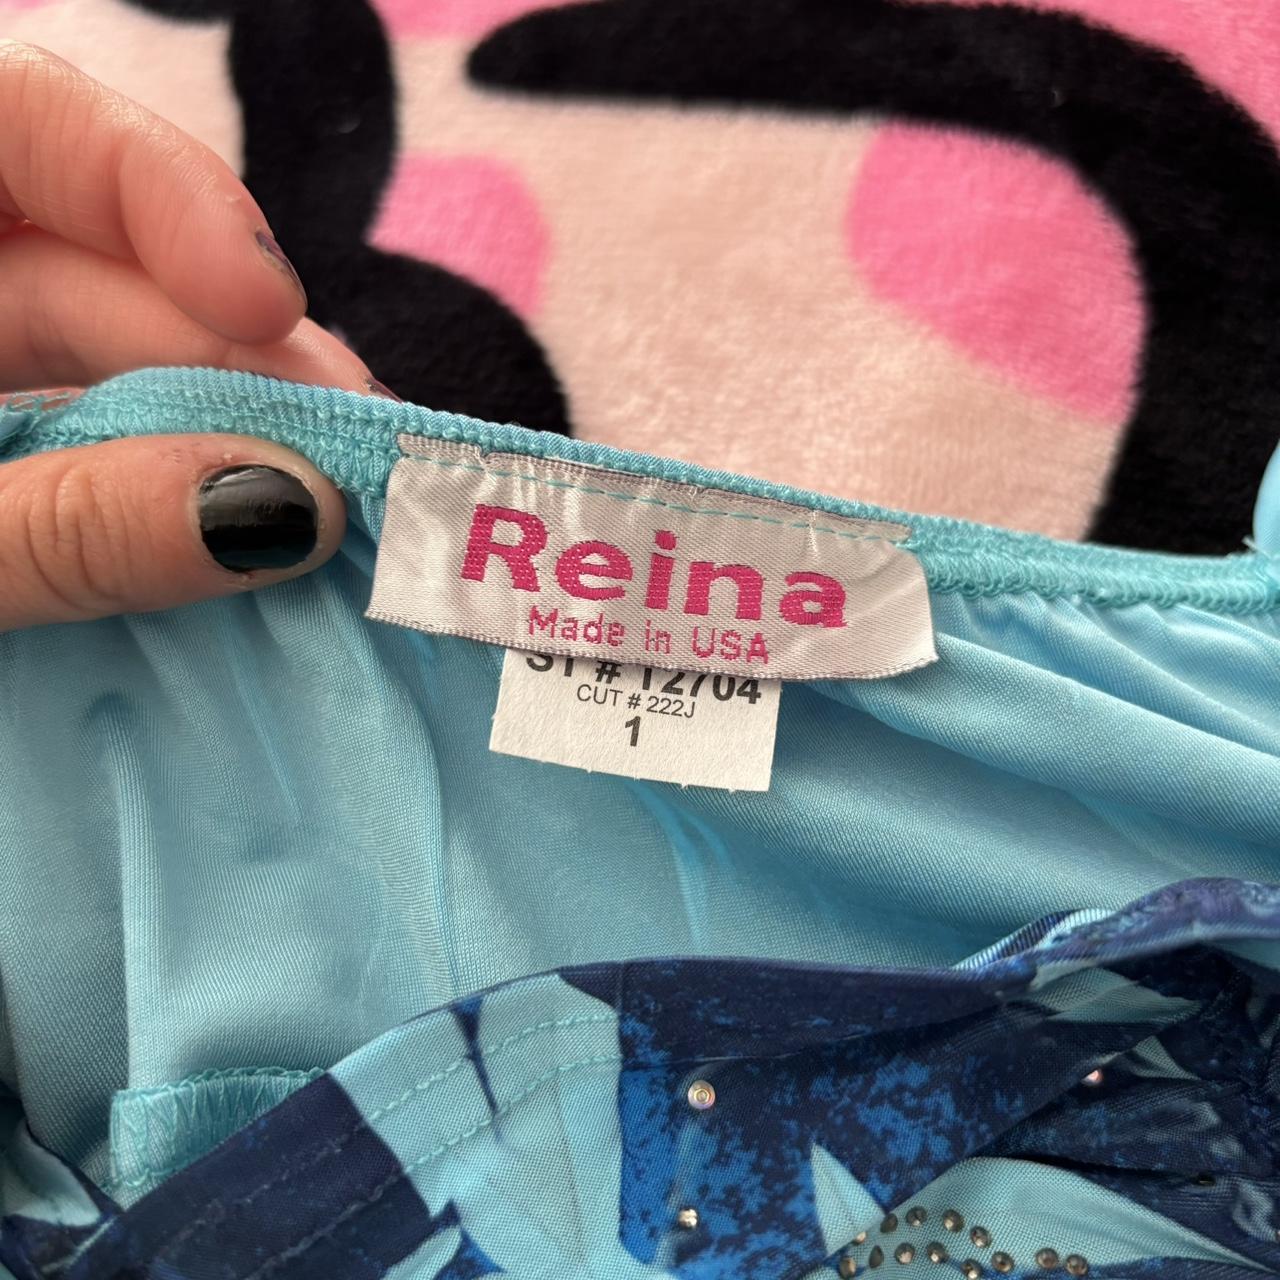 Reina
Made in USA
ST # 12704
CUT # 222J
1